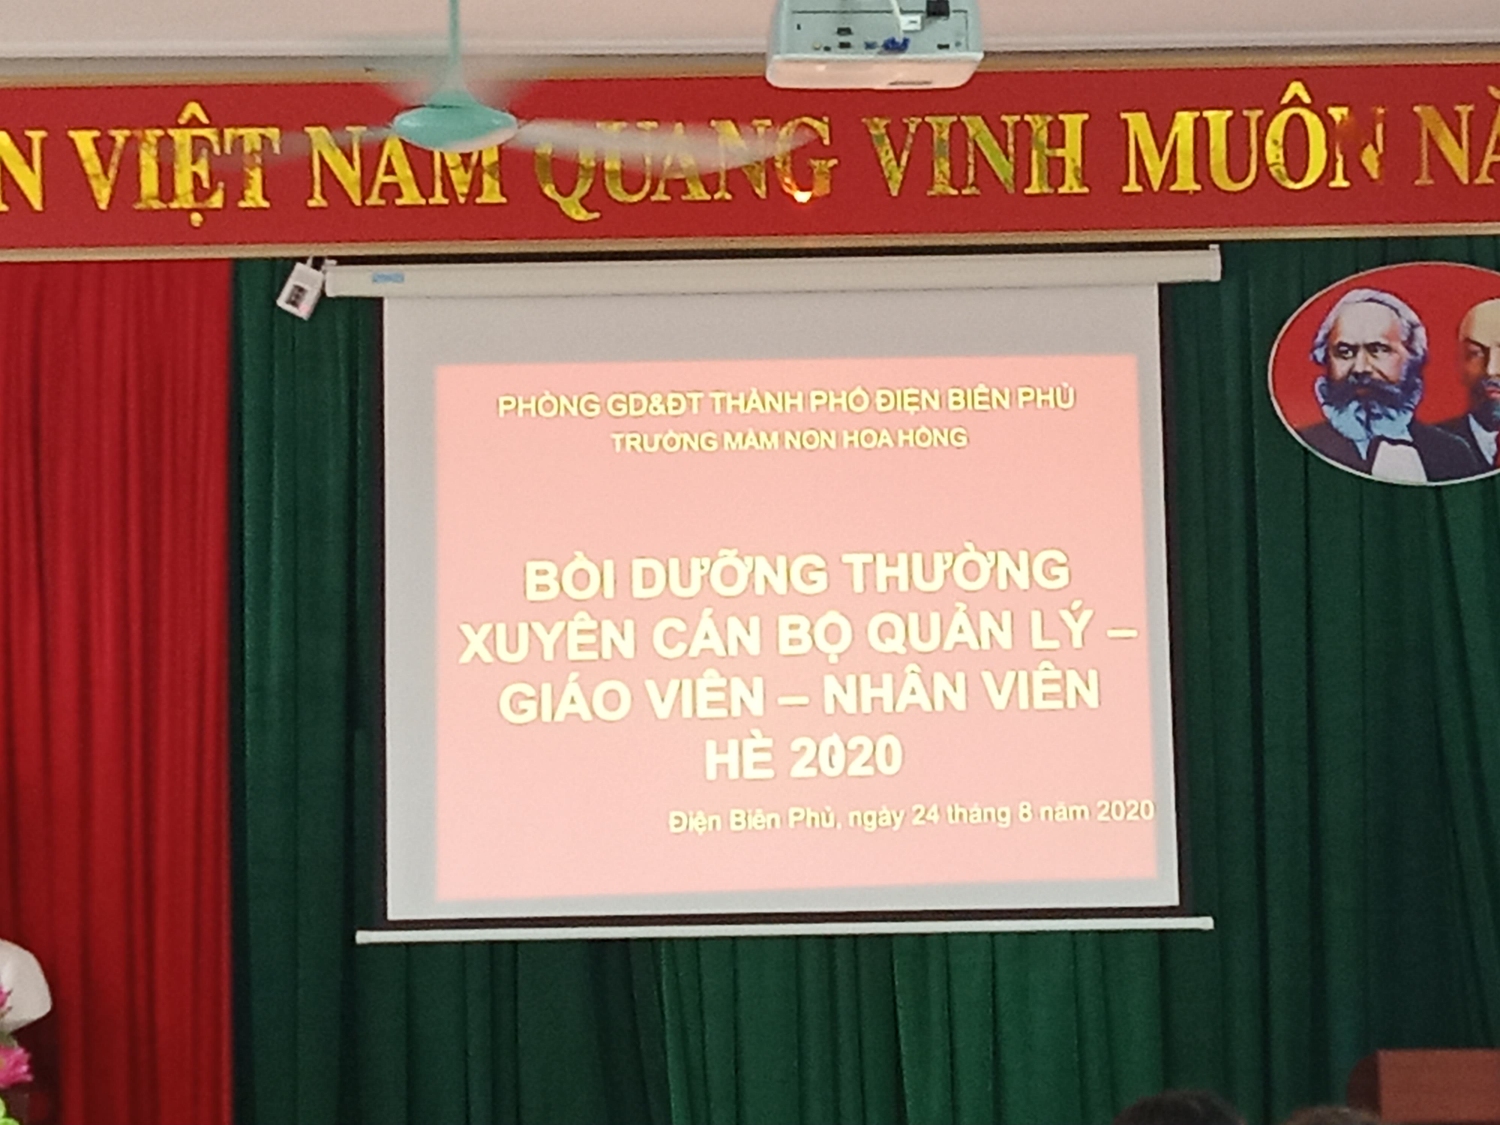 N VIỆT NAM QUANG VINH MUÔN NĂ
PHÒNG GD&ĐT THÀNH PHỐ ĐIỆN BIÊN PHỦ
TRƯỜNG MẦM NON HOA HỒNG
BỒI DƯỠNG THƯỜNG
XUYÊN CÁN BỘ QUẢN LÝ –
GIÁO VIÊN – NHÂN VIÊN
HÈ 2020
Điện Biên Phủ, ngày 24 tháng 8 năm 2020